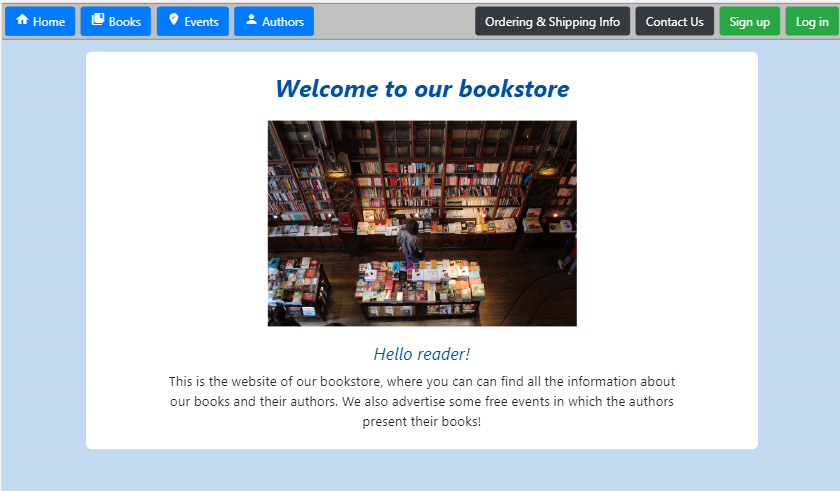 Home Books Events Authors Ordering & Shipping Info Contact Us Sign up Log in
Welcome to our bookstore
Hello reader!
This is the website of our bookstore, where you can can find all the information about
our books and their authors. We also advertise some free events in which the authors
present their books!